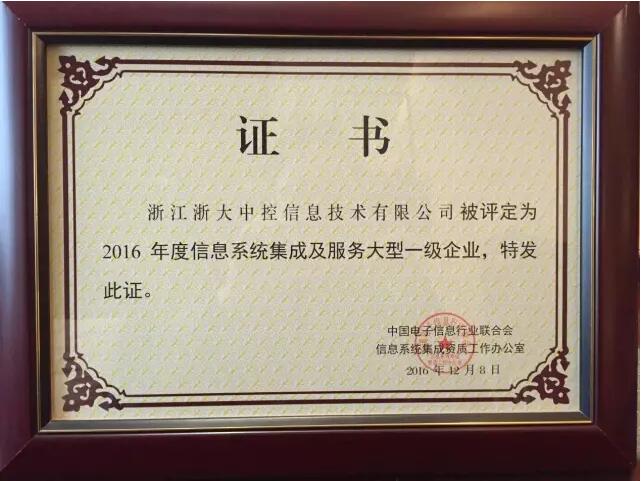 证 书
浙江浙大中控信息技术有限公司被评定为
2016 年度信息系统集成及服务大型一级企业，特发
此证。
中国电子信息行业联合会
信息系统集成资质工作办公室
2016 年 12 月 8 日